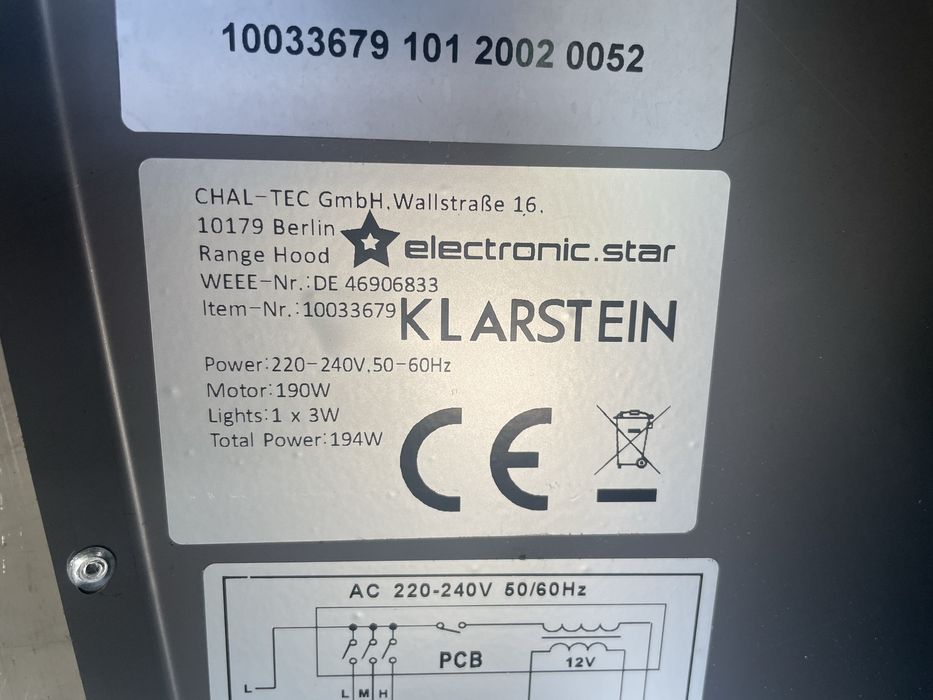 10033679 101 2002 0052
CHAL-TEC GmbH.Wallstraße 16.
10179 Berlin
electronic.star
Range Hood
WEEE-Nr.:DE 46906833
Item-Nr.:10033679
KLARSTEIN
Power:220-240V.50-60Hz
Motor:190W
Lights:1 x 3W
Total Power:194W
CE
AC 220-240V 50/60Hz
PCB
12V
L
L M H